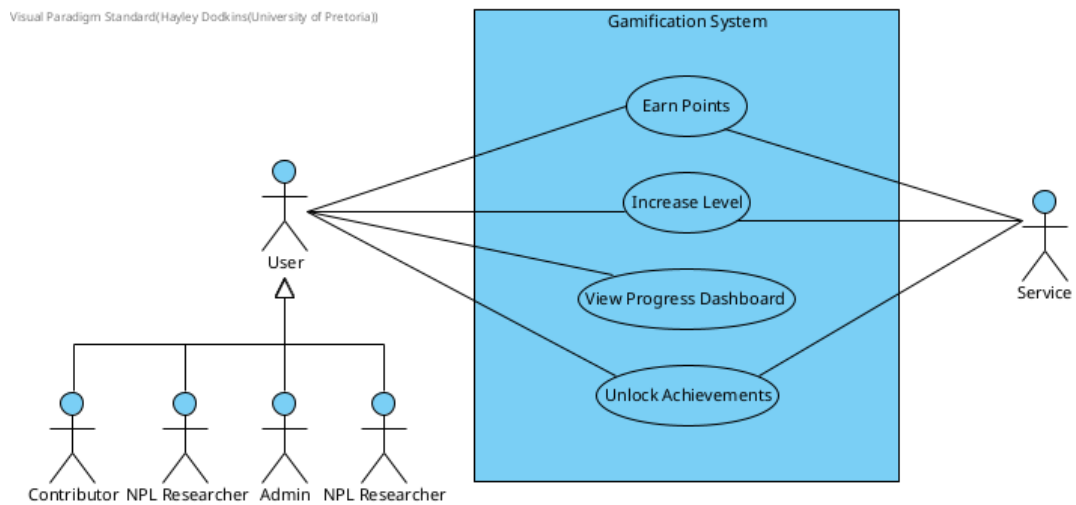 Visual Paradigm Standard(Hayley Dodkins(University of Pretoria))
Gamification System
Earn Points
Increase Level
View Progress Dashboard
Unlock Achievements
User
Service
Contributor
NPL Researcher
Admin
NPL Researcher